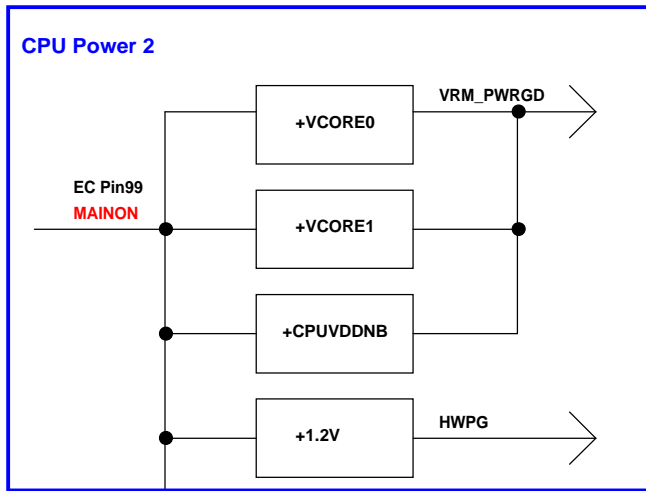 CPU Power 2
+VCORE0
VRM_PWRGD
EC Pin99
MAINON
+VCORE1
+CPUVDDNB
+1.2V
HWPG